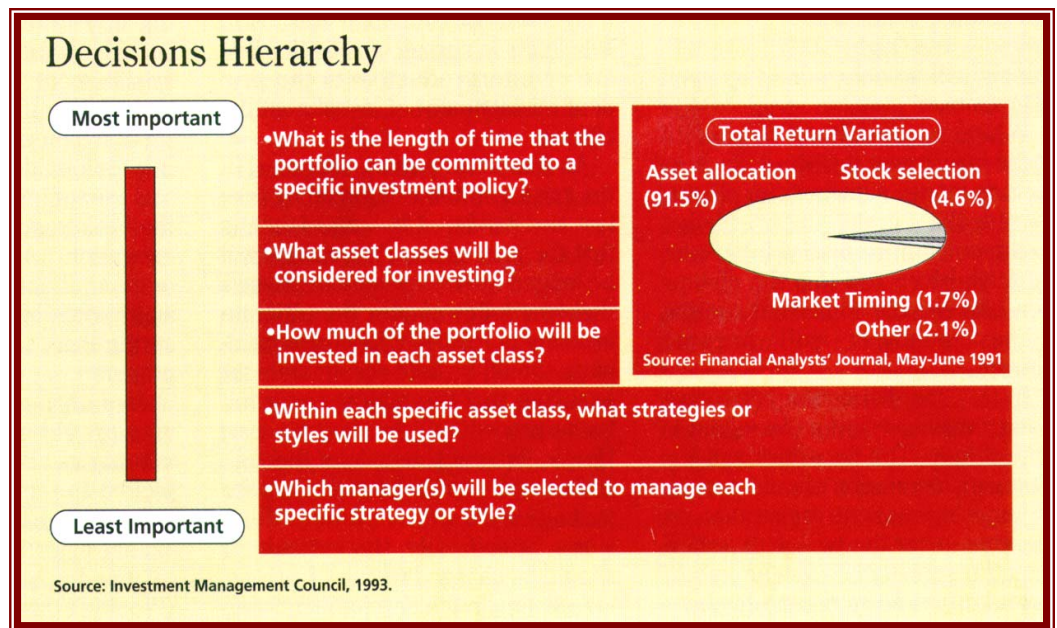 Decisions Hierarchy
Most important
•What is the length of time that the
portfolio can be committed to a
specific investment policy?
•What asset classes will be
considered for investing?
•How much of the portfolio will be
invested in each asset class?
•Within each specific asset class, what strategies or
styles will be used?
•Which manager(s) will be selected to manage each
specific strategy or style?
Least Important
Total Return Variation
Asset allocation
(91.5%)
Stock selection
(4.6%)
Market Timing (1.7%)
Other (2.1%)
Source: Financial Analysts' Journal, May-June 1991
Source: Investment Management Council, 1993.